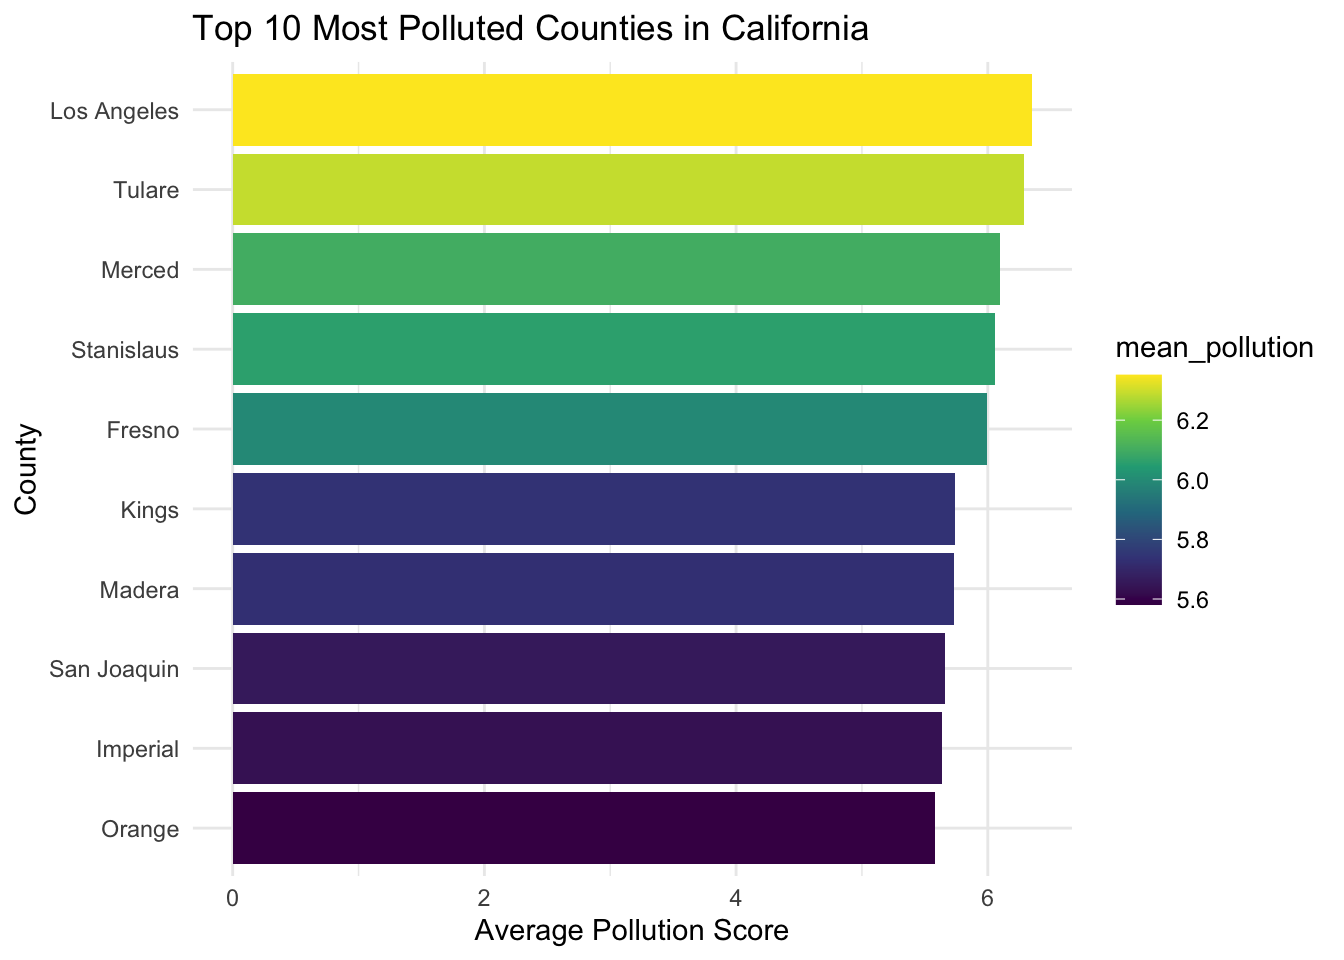 Top 10 Most Polluted Counties in California
Los Angeles
Tulare
Merced
Stanislaus
Fresno
Kings
Madera
San Joaquin
Imperial
Orange
County
0 2 4 6
Average Pollution Score
mean_pollution
6.2
6.0
5.8
5.6